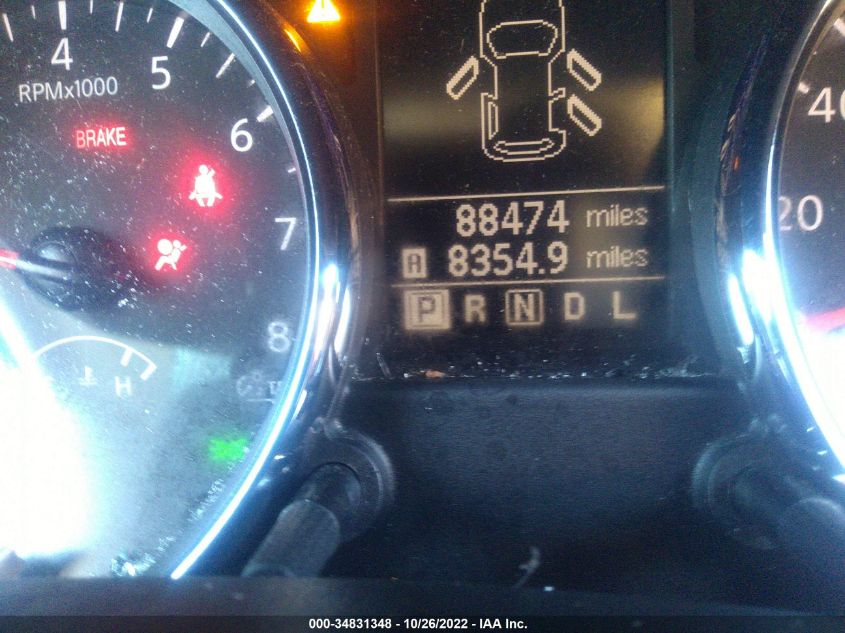 4
5
RPMx1000
6
BRAKE
7
8
H
88474 miles
A 8354.9 miles
P R N D L
40
20
000-34831348 - 10/26/2022 - IAA Inc.